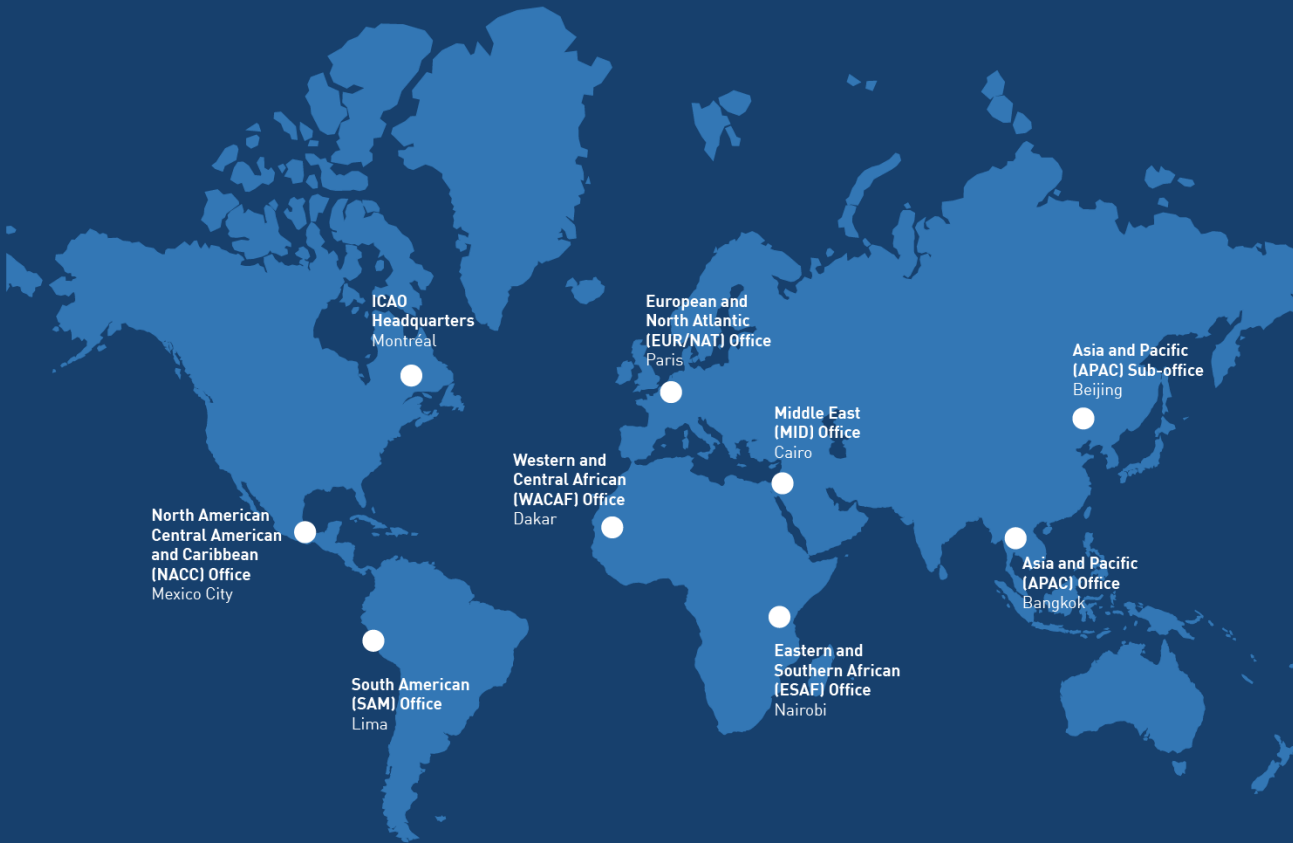 ICAO
Headquarters
Montréal
European and
North Atlantic
(EUR/NAT) Office
Paris
Asia and Pacific
(APAC) Sub-office
Beijing
Middle East
(MID) Office
Cairo
Western and
Central African
(WACAF) Office
Dakar
North American
Central American
and Caribbean
(NACC) Office
Mexico City
Asia and Pacific
(APAC) Office
Bangkok
South American
(SAM) Office
Lima
Eastern and
Southern African
(ESAF) Office
Nairobi